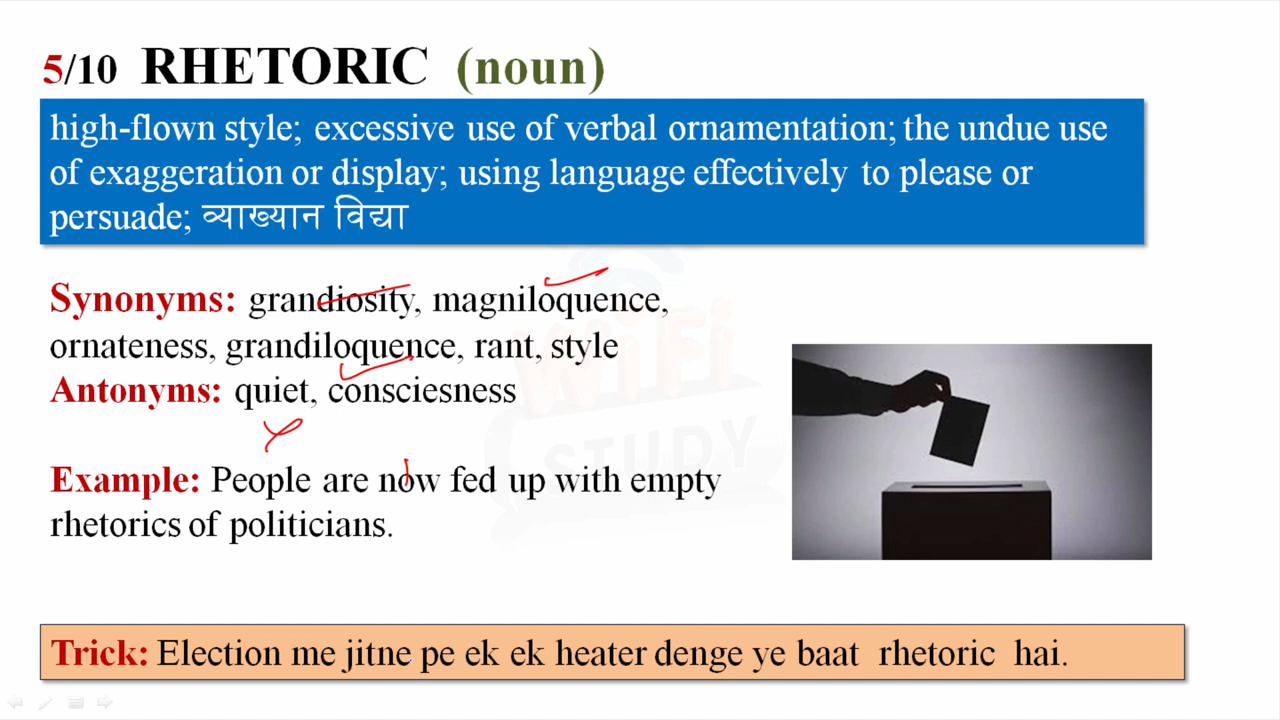 5/10 RHETORIC (noun)
high-flown style; excessive use of verbal ornamentation; the undue use
of exaggeration or display; using language effectively to please or
persuade; व्याख्यान विद्या
Synonyms: grandiosity, magniloquence,
ornateness, grandiloquence, rant, style
Antonyms: quiet, consciesness
Example: People are now fed up with empty
rhetorics of politicians.
WiFi
STUDY
Trick: Election me jitne pe ek ek heater denge ye baat rhetoric hai.